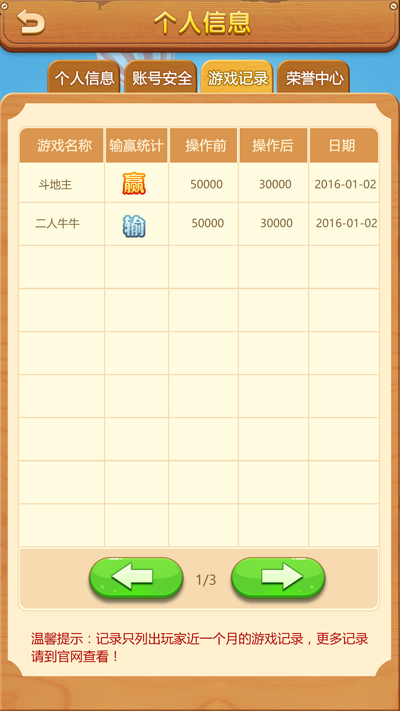 个人信息
个人信息 账号安全 游戏记录 荣誉中心
游戏名称 输赢统计 操作前 操作后 日期
斗地主 赢 50000 30000 2016-01-02
二人牛牛 输 50000 30000 2016-01-02
1/3
温馨提示：记录只列出玩家近一个月的游戏记录，更多记录
请到官网查看！